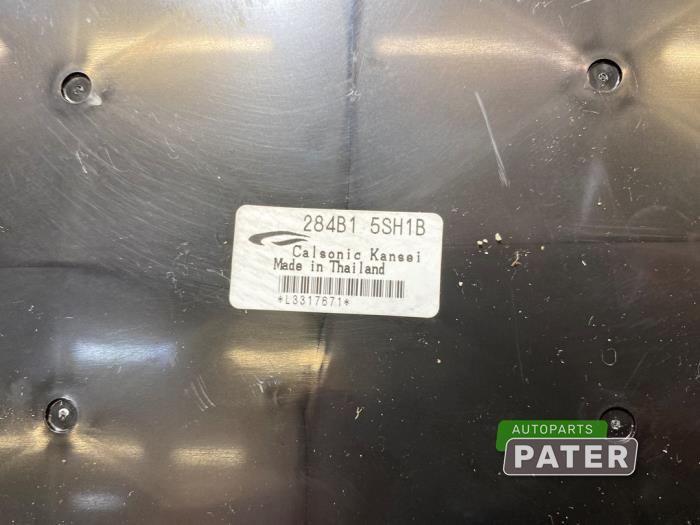 284B1 5SH1B
Calsonic Kansei
Made in Thailand
*L3317671*
AUTOPARTS
PATER